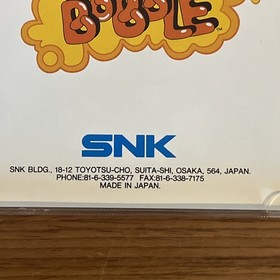 BOBBLE™
SNK
SNK BLDG., 18-12 TOYOTSU-CHO, SUITA-SHI, OSAKA, 564, JAPAN.
PHONE:81-6-339-5577 FAX:81-6-338-7175
MADE IN JAPAN.